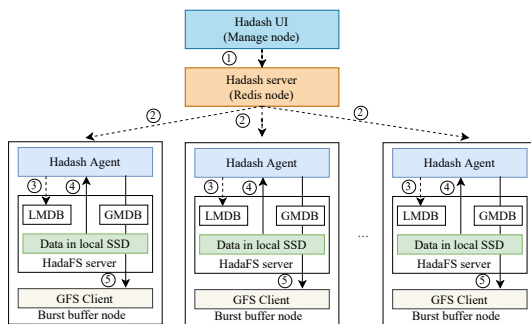 Hadash UI
(Manage node)
①
Hadash server
(Redis node)
② ② ②
Hadash Agent
③ ④
LMDB GMDB
Data in local SSD
HadaFS server
⑤
GFS Client
Burst buffer node
Hadash Agent
③ ④
LMDB GMDB
Data in local SSD
HadaFS server
⑤
GFS Client
Burst buffer node
...
Hadash Agent
③ ④
LMDB GMDB
Data in local SSD
HadaFS server
⑤
GFS Client
Burst buffer node